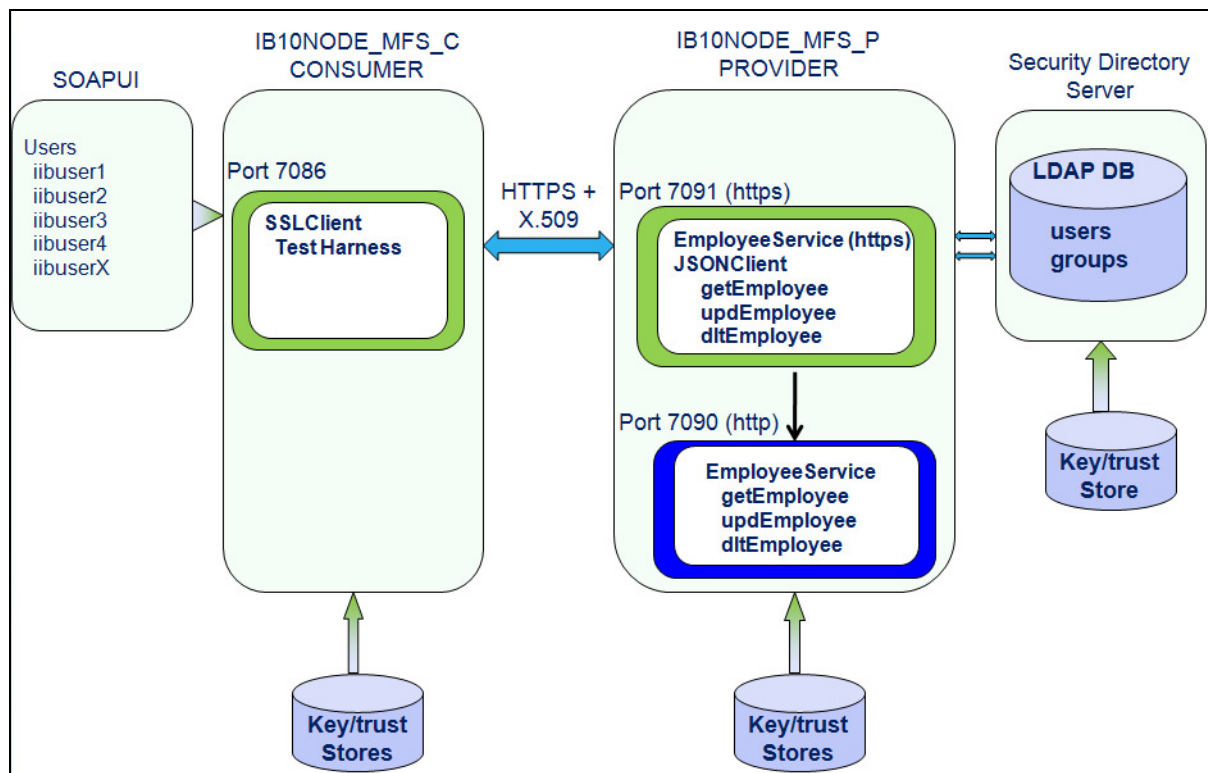 IB10NODE_MFS_C
CONSUMER
IB10NODE_MFS_P
PROVIDER
Security Directory
Server
SOAPUI
Users
iibuser1
iibuser2
iibuser3
iibuser4
iibuserX
Port 7086
SSLClient
Test Harness
HTTPS +
X.509
Port 7091 (https)
EmployeeService (https)
JSONClient
getEmployee
updEmployee
dltEmployee
Port 7090 (http)
EmployeeService
getEmployee
updEmployee
dltEmployee
LDAP DB
users
groups
Key/trust
Store
Key/trust
Stores
Key/trust
Stores